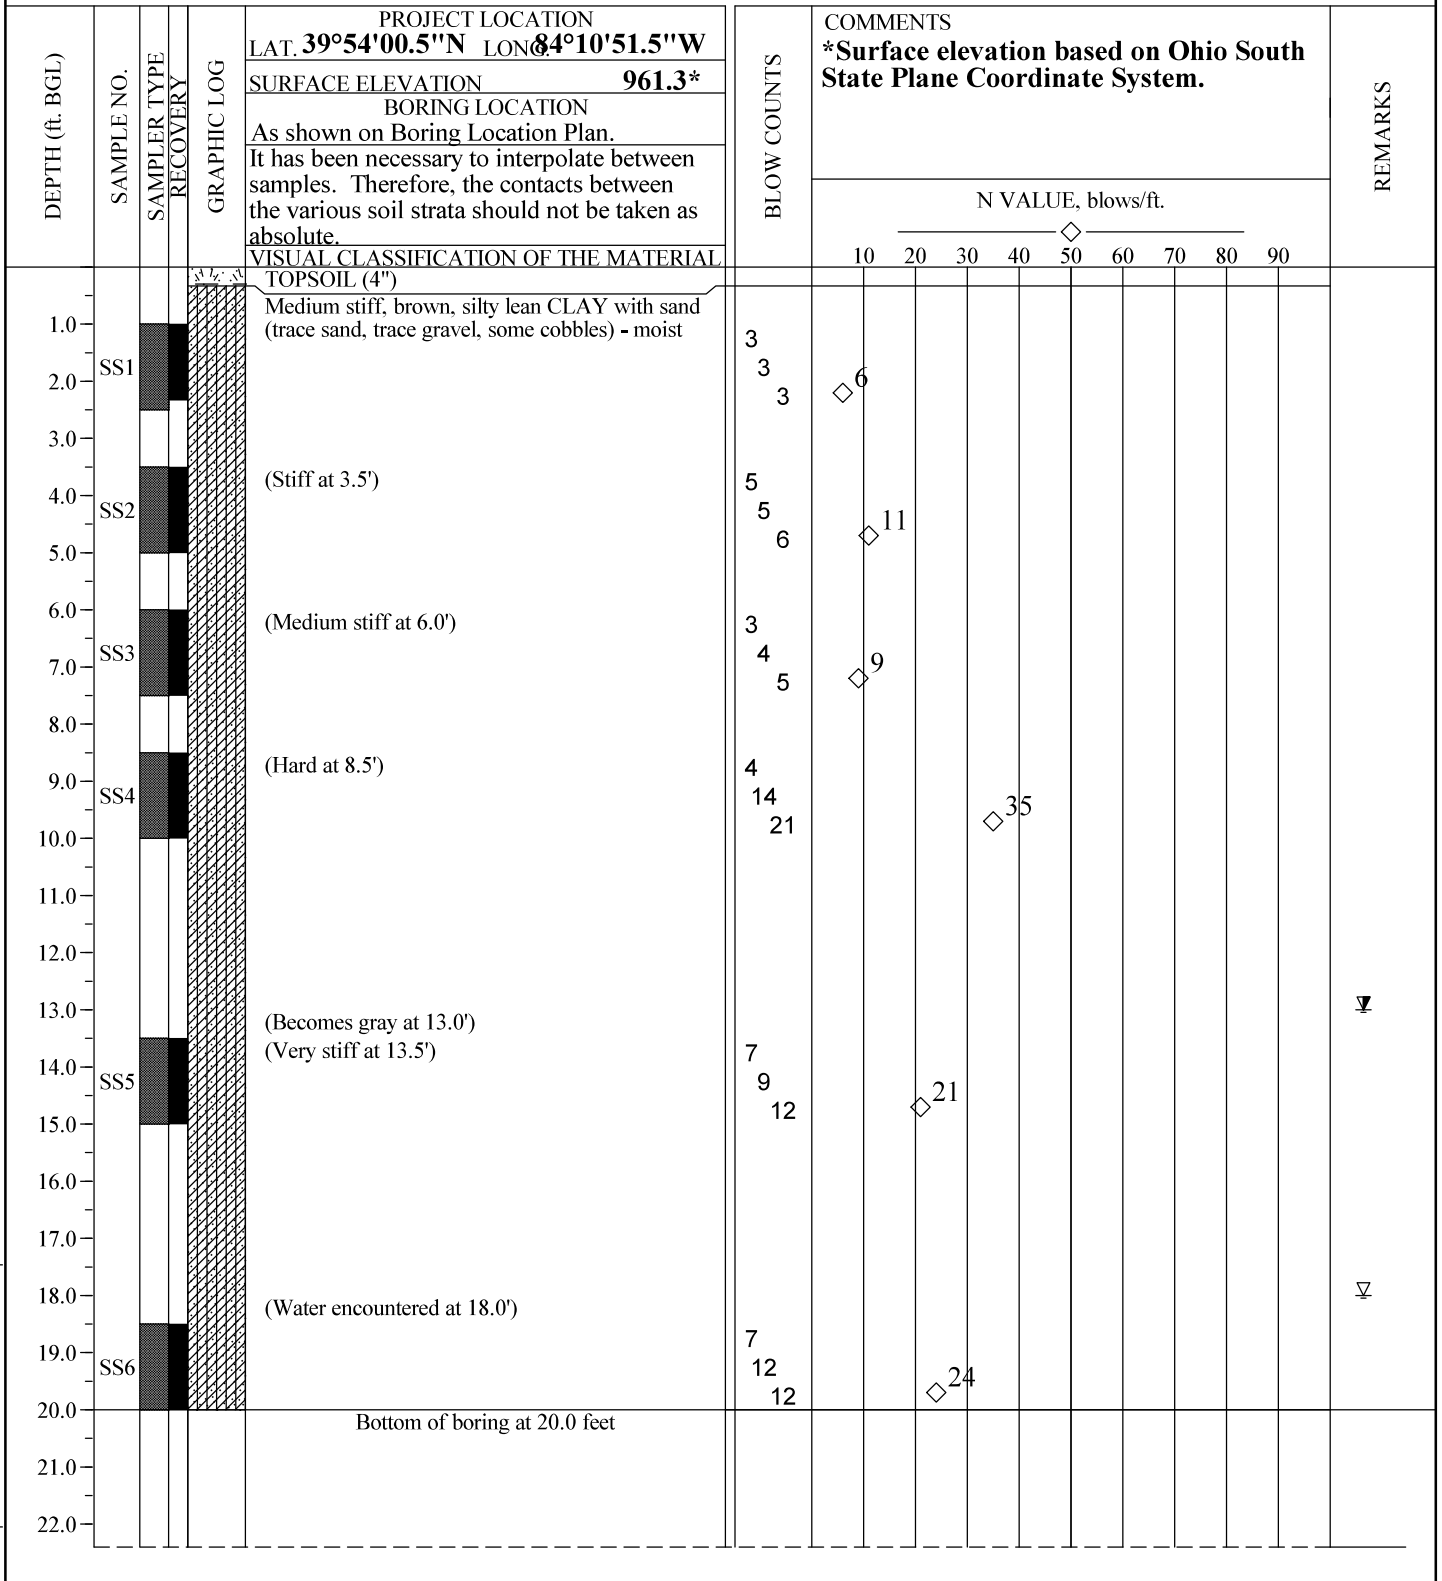 DEPTH (ft. BGL)
SAMPLE NO.
SAMPLER TYPE
RECOVERY
GRAPHIC LOG
PROJECT LOCATION
LAT. 39°54'00.5"N LONG. 84°10'51.5"W
SURFACE ELEVATION 961.3*
BORING LOCATION
As shown on Boring Location Plan.
It has been necessary to interpolate between
samples. Therefore, the contacts between
the various soil strata should not be taken as
absolute.
VISUAL CLASSIFICATION OF THE MATERIAL
BLOW COUNTS
COMMENTS
*Surface elevation based on Ohio South
State Plane Coordinate System.
N VALUE, blows/ft.
10 20 30 40 50 60 70 80 90
REMARKS
TOPSOIL (4")
Medium stiff, brown, silty lean CLAY with sand
1.0
(trace sand, trace gravel, some cobbles) - moist
3
SS1
3
2.0
6
3
3.0
(Stiff at 3.5')
5
4.0
SS2
5
11
6
5.0
6.0
(Medium stiff at 6.0')
3
SS3
4
9
7.0
5
8.0
(Hard at 8.5')
4
9.0
SS4
14
35
21
10.0
11.0
12.0
13.0
(Becomes gray at 13.0')
(Very stiff at 13.5')
7
14.0
SS5
9
21
12
15.0
16.0
17.0
18.0
(Water encountered at 18.0')
7
19.0
SS6
12
24
12
20.0
Bottom of boring at 20.0 feet
21.0
22.0